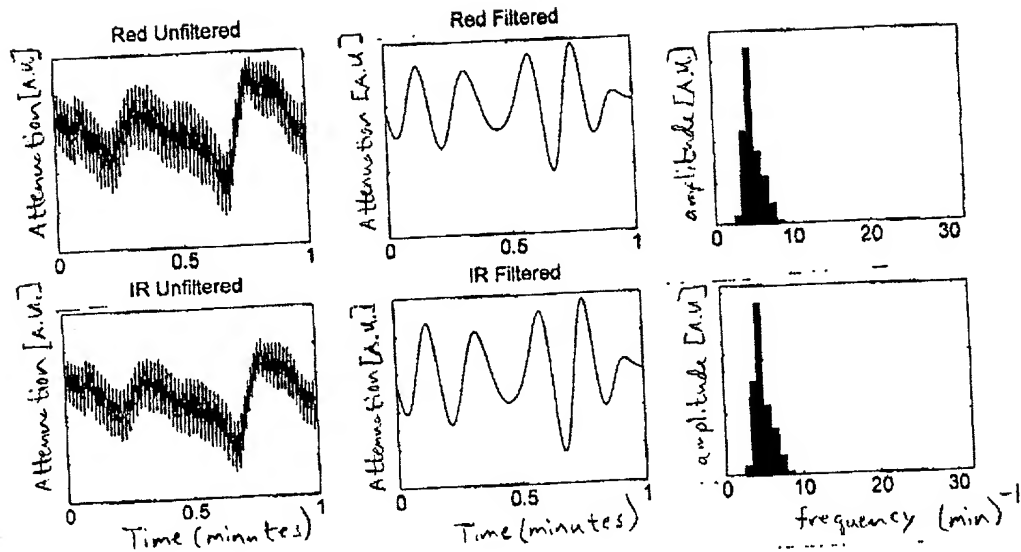 Red Unfiltered
Attenuation [A.U.]
0 0.5 1
Red Filtered
Attenuation [A.U.]
0 0.5 1
amplitude [A.U.]
0 10 20 30
IR Unfiltered
Attenuation [A.U.]
0 0.5 1
Time (minutes)
IR Filtered
Attenuation [A.U.]
0 0.5 1
Time (minutes)
amplitude [A.U]
0 10 20 30
frequency (min)⁻¹